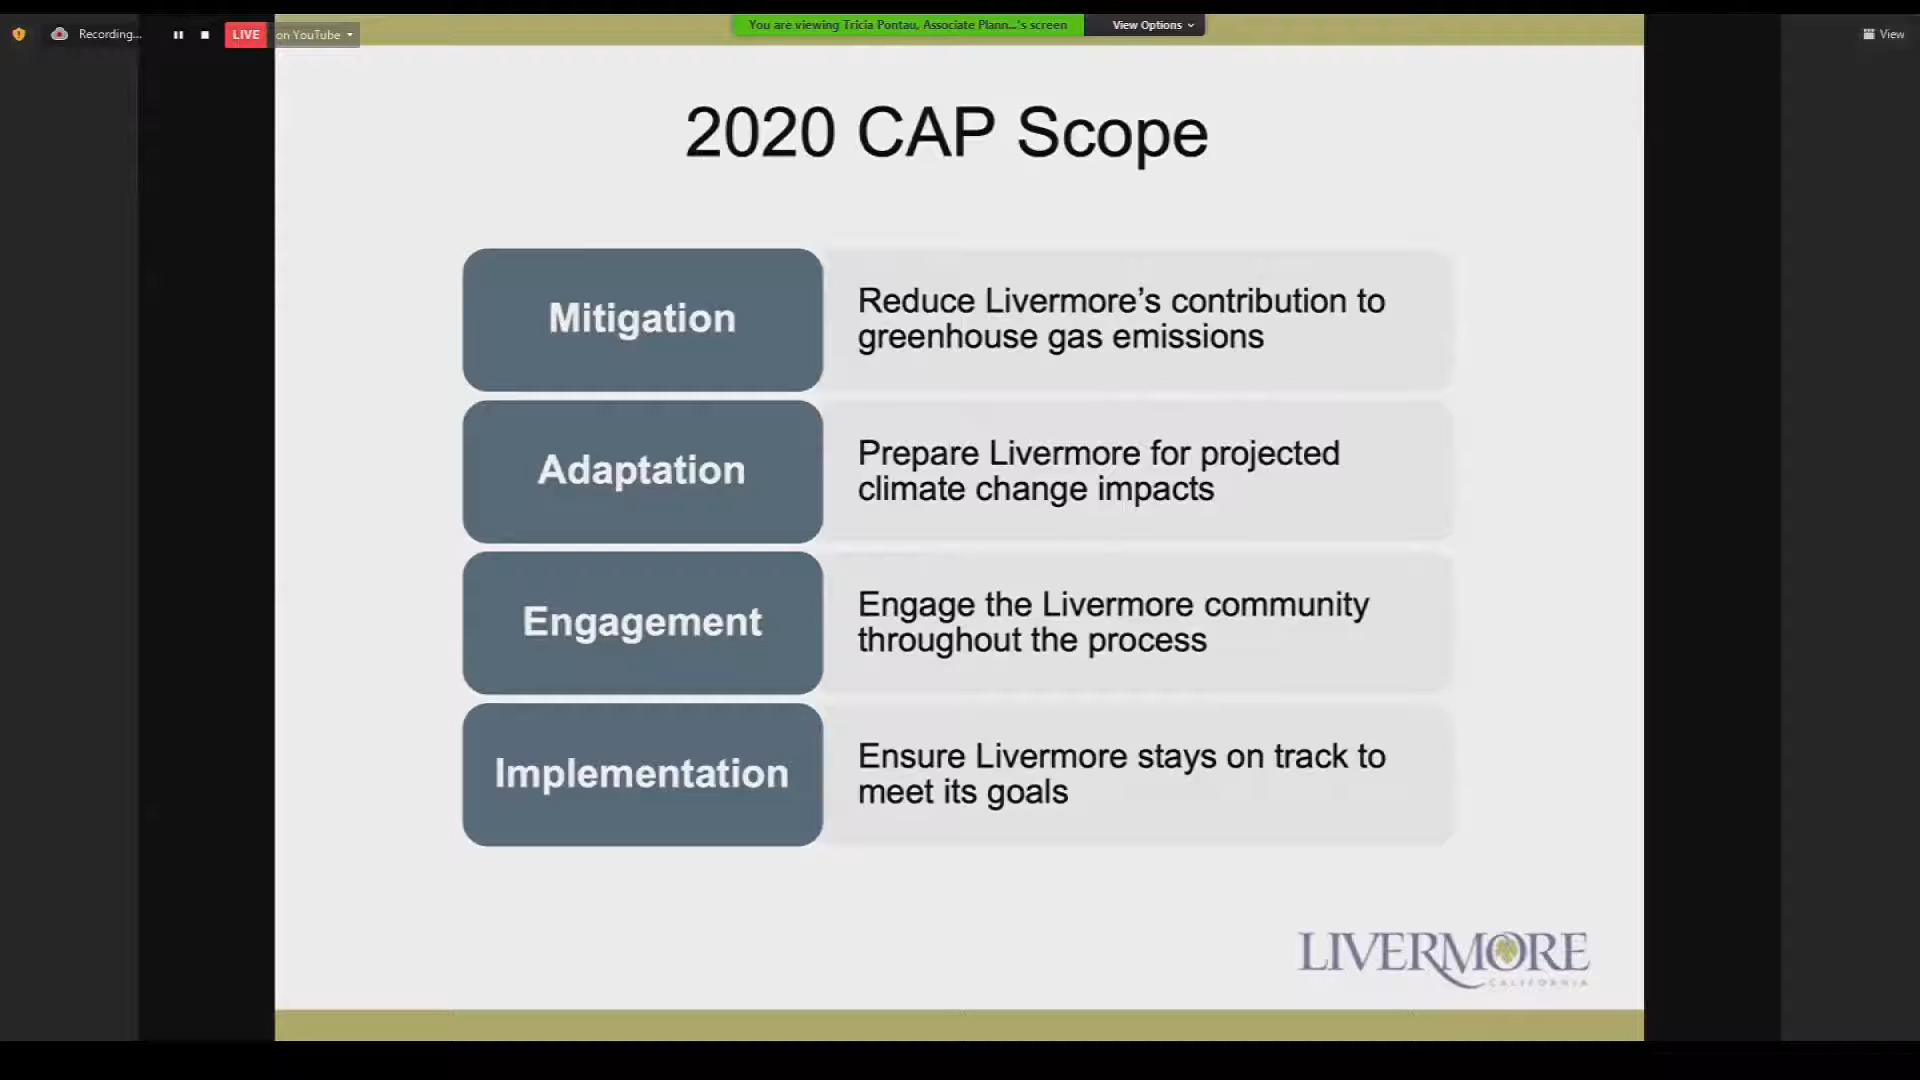 Recording...
LIVE
on YouTube
You are viewing Tricia Pontau, Associate Plann...'s screen
View Options
View
2020 CAP Scope
Mitigation
Reduce Livermore’s contribution to
greenhouse gas emissions
Adaptation
Prepare Livermore for projected
climate change impacts
Engagement
Engage the Livermore community
throughout the process
Implementation
Ensure Livermore stays on track to
meet its goals
LIVERMORE
CALIFORNIA